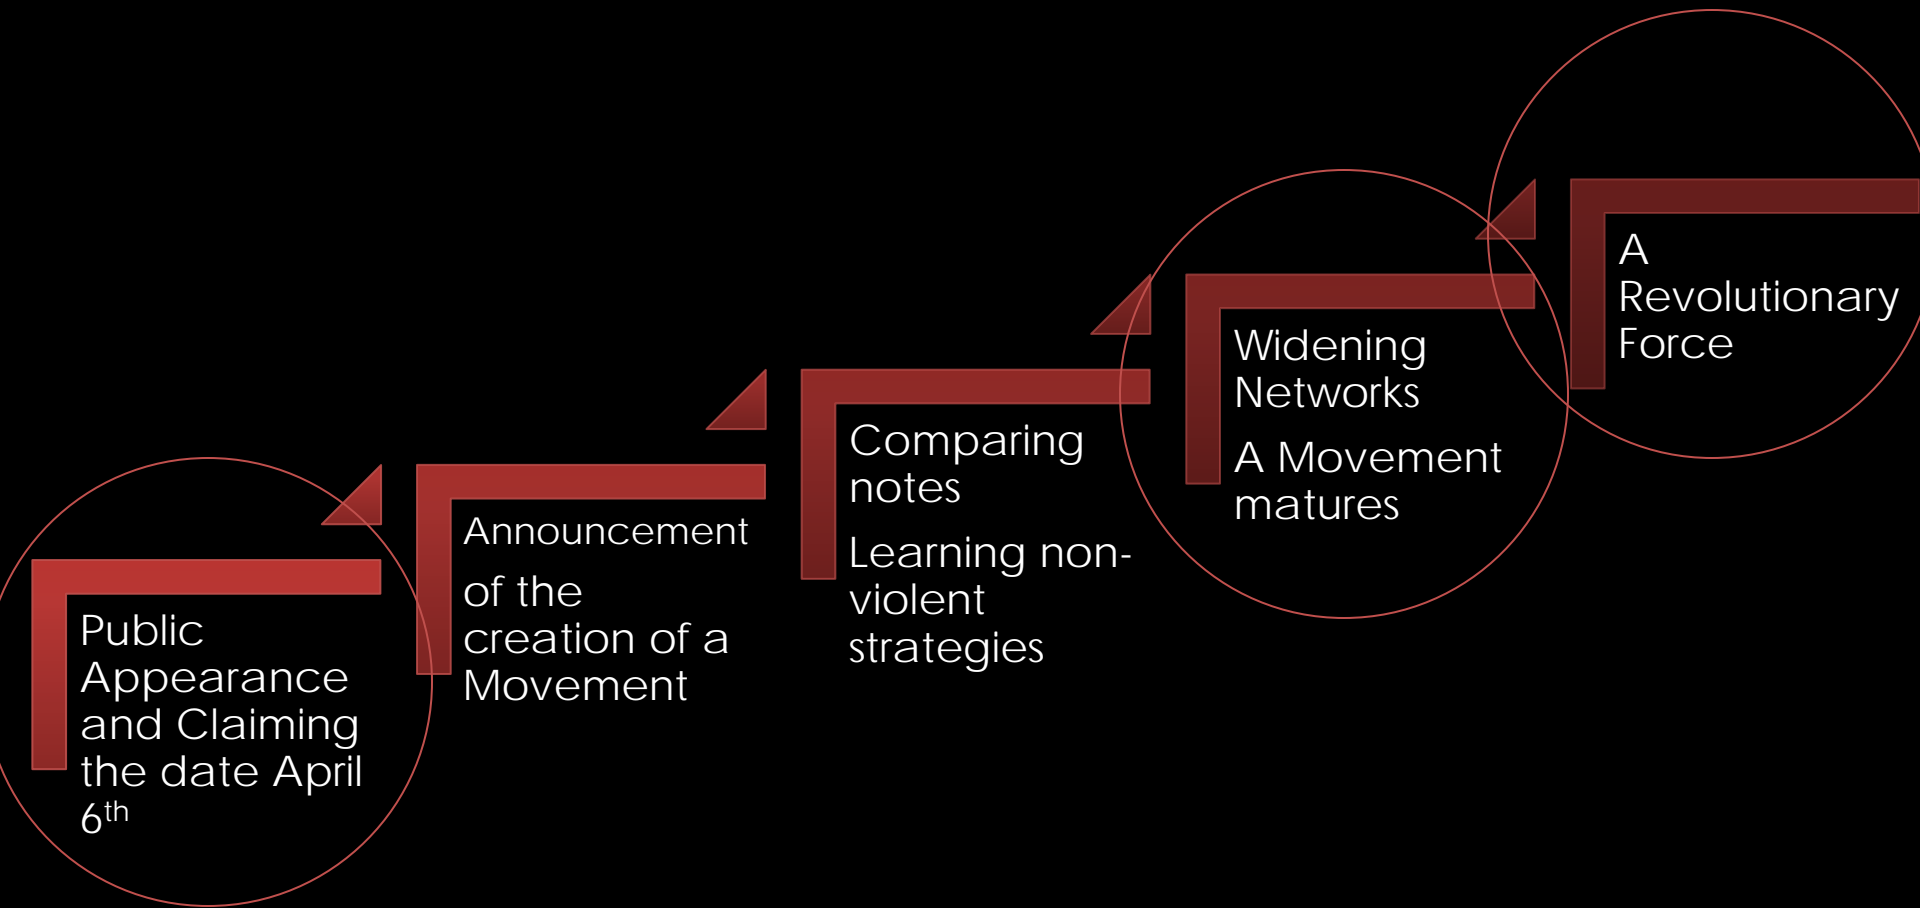 Public
Appearance
and Claiming
the date April
6th
Announcement
of the
creation of a
Movement
Comparing
notes
Learning non-
violent
strategies
Widening
Networks
A Movement
matures
A
Revolutionary
Force